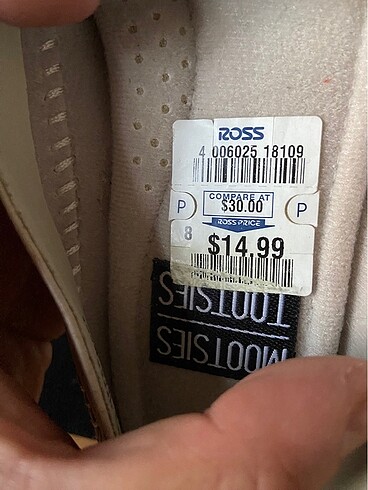 ROSS
4 006025 18109
COMPARE AT
P $30.00 P
ROSS PRICE
8 $14.99
MOOTSIES
TOOTSIES